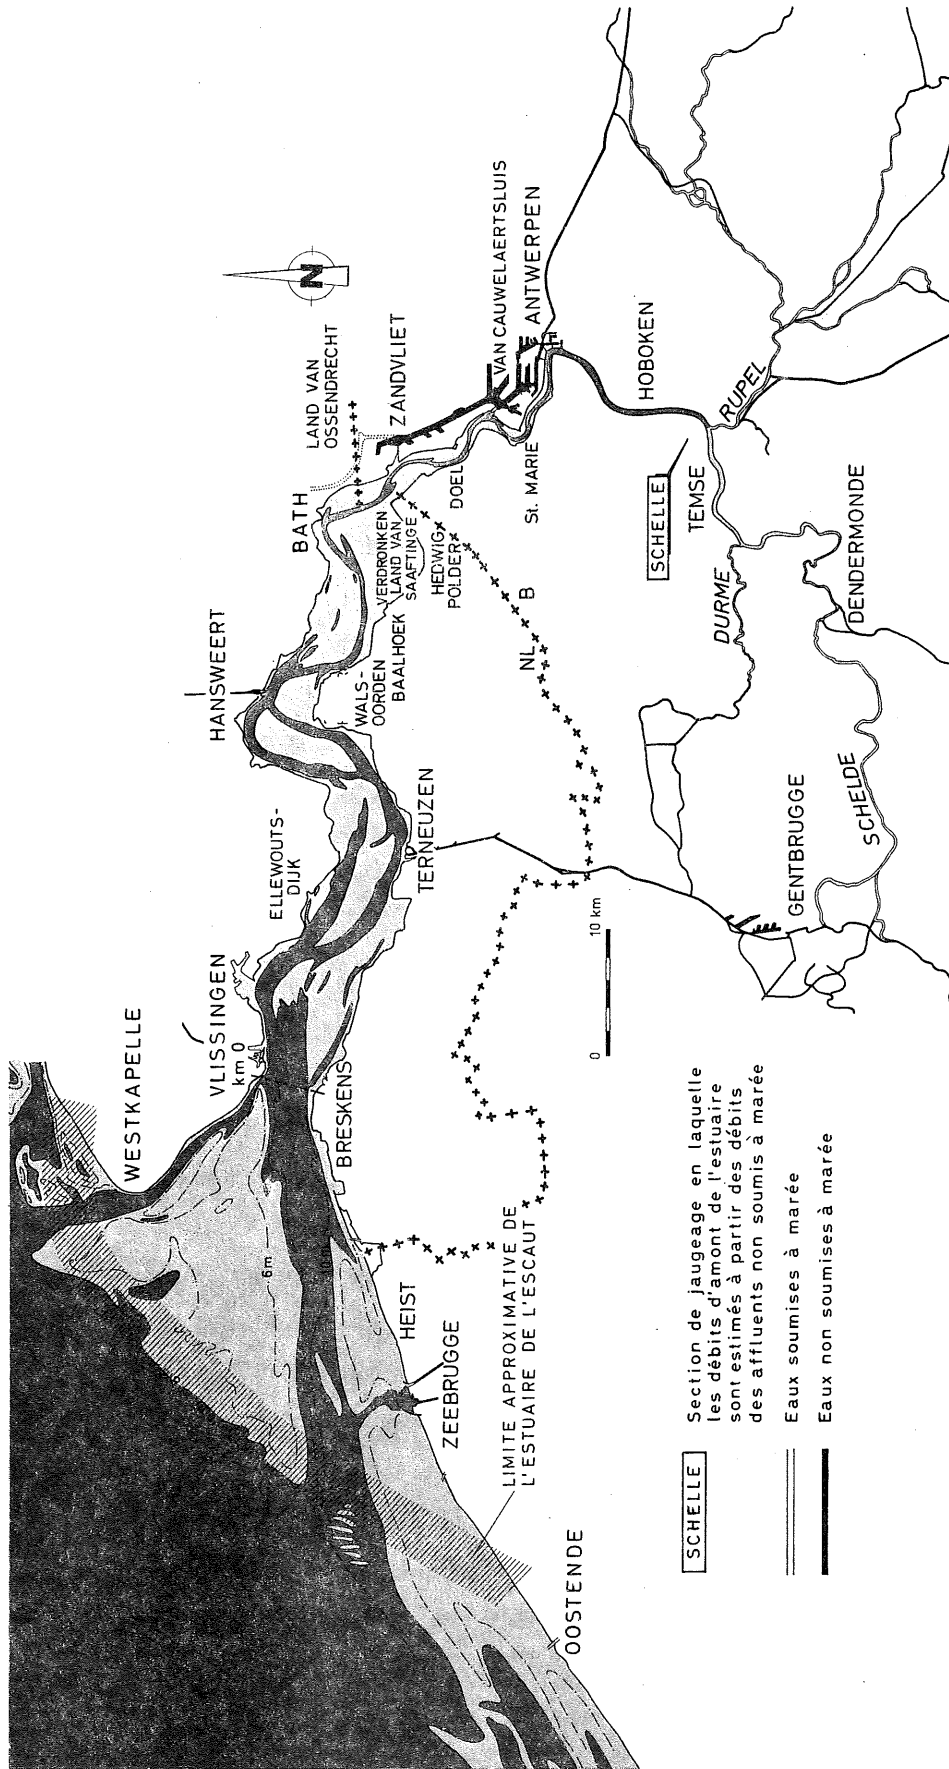 WESTKAPELLE
VLISSINGEN
km 0
BRESKENS
HEIST
ZEEBRUGGE
OOSTENDE
6m
LIMITE APPROXIMATIVE DE
L'ESTUAIRE DE L'ESCAUT
ELLEWOUTS-
DIJK
TERNEUZEN
HANSWEERT
WALS-
OORDEN
BAALHOEK
BATH
VERDRONKEN
LAND VAN
SAAFTINGE
HEDWIG
POLDER
LAND VAN
OSSENDRECHT
ZANDVLIET
DOEL
St. MARIE
VAN CAUWELAERTSLUIS
ANTWERPEN
N
NL
B
HOBOKEN
SCHELLE
TEMSE
RUPEL
DURME
DENDERMONDE
SCHELDE
GENTBRUGGE
0
10 km
SCHELLE
Section de jaugeage en laquelle
les débits d'amont de l'estuaire
sont estimés à partir des débits
des affluents non soumis à marée
Eaux soumises à marée
Eaux non soumises à marée